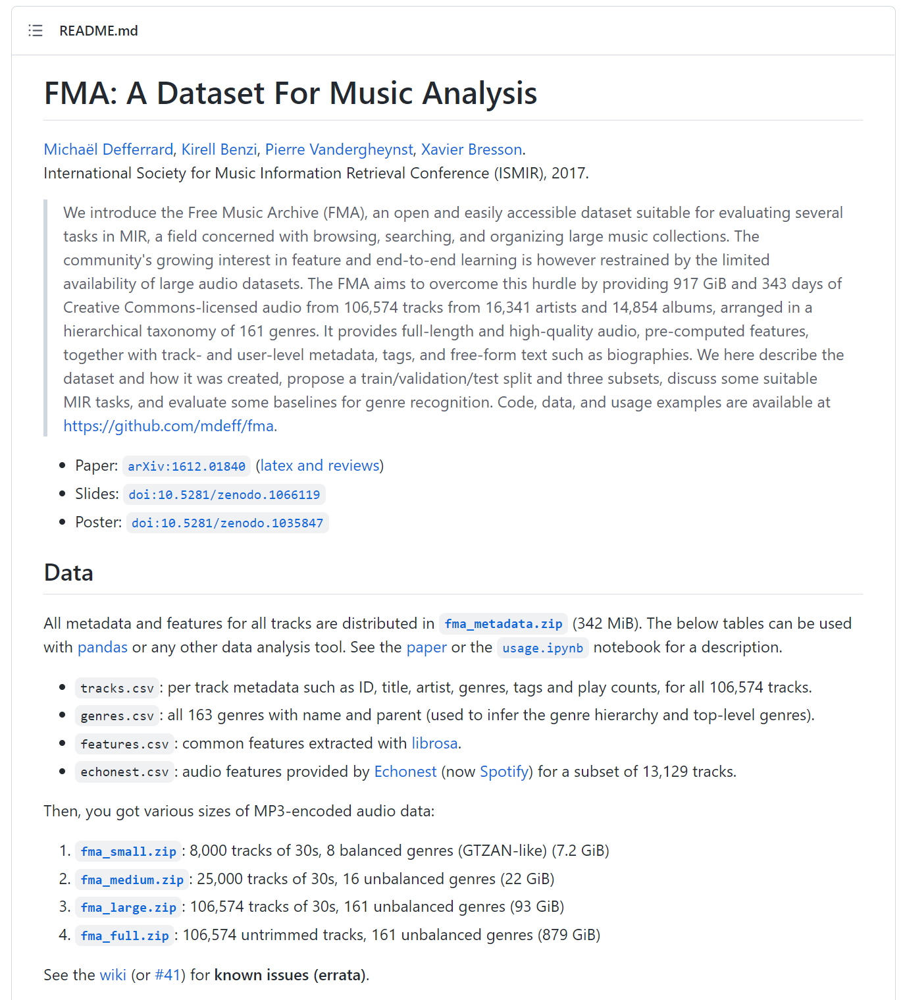 README.md
FMA: A Dataset For Music Analysis
Michaël Defferrard, Kirell Benzi, Pierre Vandergheynst, Xavier Bresson.
International Society for Music Information Retrieval Conference (ISMIR), 2017.
We introduce the Free Music Archive (FMA), an open and easily accessible dataset suitable for evaluating several
tasks in MIR, a field concerned with browsing, searching, and organizing large music collections. The
community's growing interest in feature and end-to-end learning is however restrained by the limited
availability of large audio datasets. The FMA aims to overcome this hurdle by providing 917 GiB and 343 days of
Creative Commons-licensed audio from 106,574 tracks from 16,341 artists and 14,854 albums, arranged in a
hierarchical taxonomy of 161 genres. It provides full-length and high-quality audio, pre-computed features,
together with track- and user-level metadata, tags, and free-form text such as biographies. We here describe the
dataset and how it was created, propose a train/validation/test split and three subsets, discuss some suitable
MIR tasks, and evaluate some baselines for genre recognition. Code, data, and usage examples are available at
https://github.com/mdeff/fma.
• Paper: arXiv:1612.01840 (latex and reviews)
• Slides: doi:10.5281/zenodo.1066119
• Poster: doi:10.5281/zenodo.1035847
Data
All metadata and features for all tracks are distributed in fma_metadata.zip (342 MiB). The below tables can be used
with pandas or any other data analysis tool. See the paper or the usage.ipynb notebook for a description.
• tracks.csv: per track metadata such as ID, title, artist, genres, tags and play counts, for all 106,574 tracks.
• genres.csv: all 163 genres with name and parent (used to infer the genre hierarchy and top-level genres).
• features.csv: common features extracted with librosa.
• echonest.csv: audio features provided by Echonest (now Spotify) for a subset of 13,129 tracks.
Then, you got various sizes of MP3-encoded audio data:
1. fma_small.zip: 8,000 tracks of 30s, 8 balanced genres (GTZAN-like) (7.2 GiB)
2. fma_medium.zip: 25,000 tracks of 30s, 16 unbalanced genres (22 GiB)
3. fma_large.zip: 106,574 tracks of 30s, 161 unbalanced genres (93 GiB)
4. fma_full.zip: 106,574 untrimmed tracks, 161 unbalanced genres (879 GiB)
See the wiki (or #41) for known issues (errata).